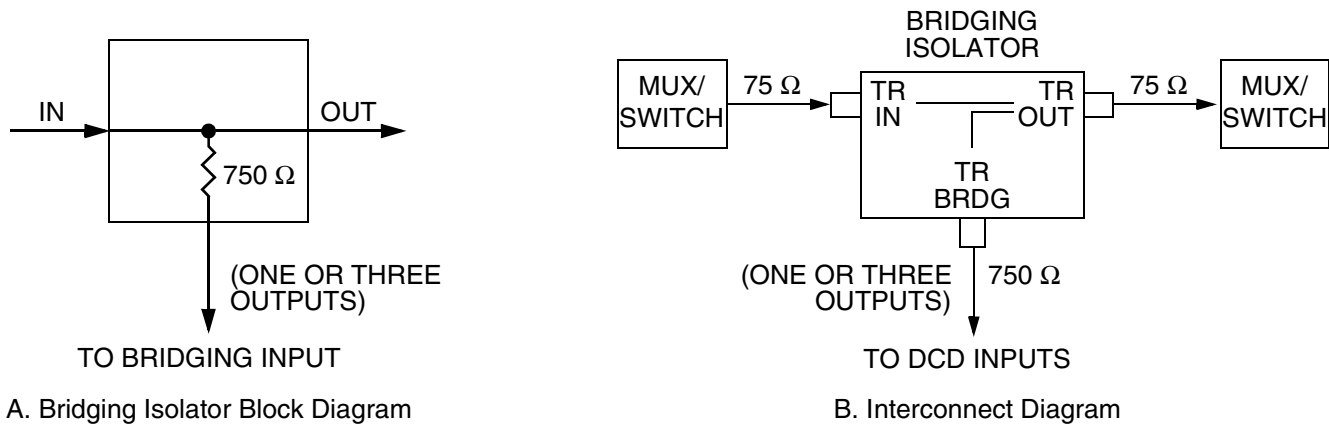 IN
OUT
750 Ω
(ONE OR THREE
OUTPUTS)
TO BRIDGING INPUT
A. Bridging Isolator Block Diagram
BRIDGING
ISOLATOR
MUX/
SWITCH
75 Ω
TR
IN
TR
OUT
TR
BRDG
75 Ω
MUX/
SWITCH
(ONE OR THREE
OUTPUTS)
750 Ω
TO DCD INPUTS
B. Interconnect Diagram